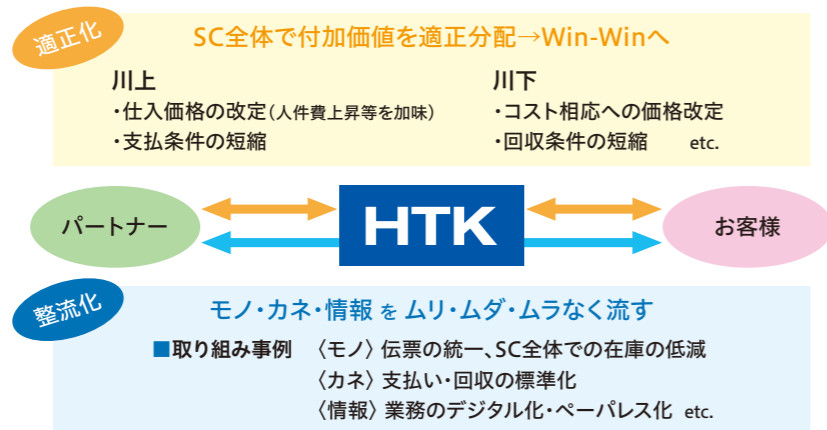 適正化
SC全体で付加価値を適正分配→Win-Winへ
川上
・仕入価格の改定(人件費上昇等を加味)
・支払条件の短縮
川下
・コスト相応への価格改定
・回収条件の短縮 etc.
パートナー
HTK
お客様
整流化
モノ・カネ・情報 を ムリ・ムダ・ムラなく流す
■取り組み事例 〈モノ〉伝票の統一、SC全体での在庫の低減
〈カネ〉支払い・回収の標準化
〈情報〉業務のデジタル化・ペーパレス化 etc.